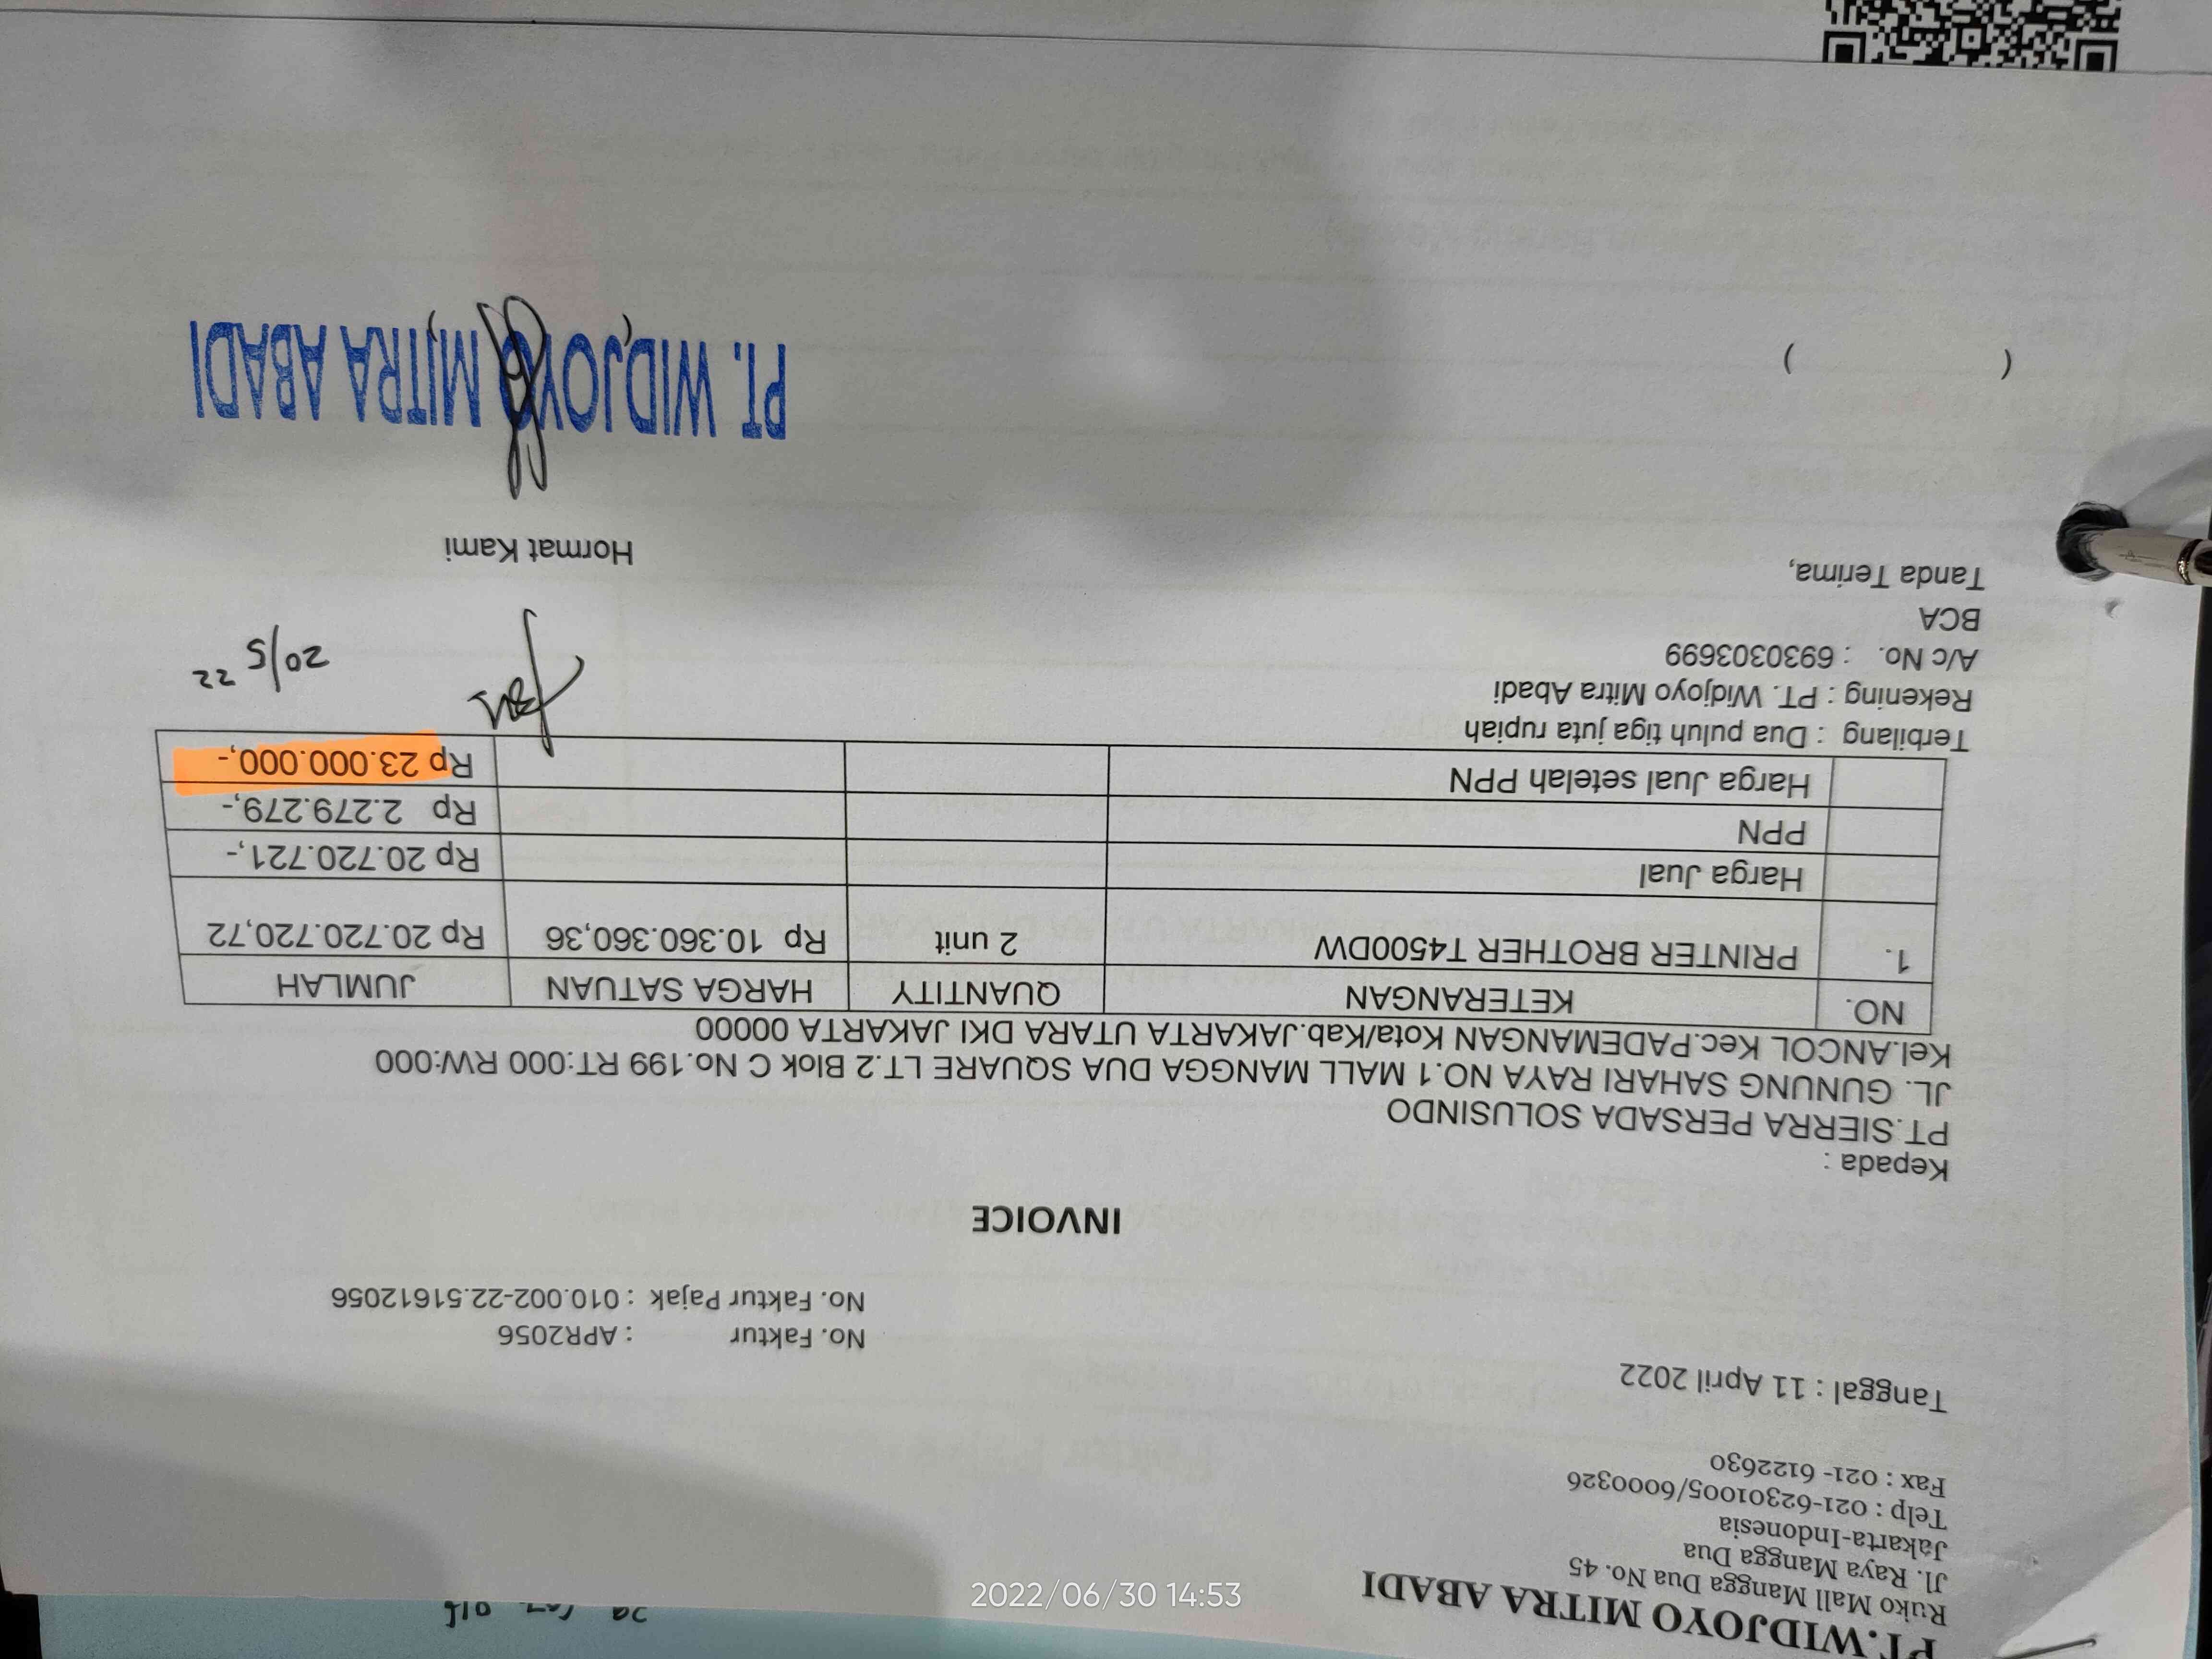 PT.WIDJOYO MITRA ABADI
Ruko Mall Mangga Dua No. 45
Jl. Raya Mangga Dua
Jakarta-Indonesia
Telp : 021-62301005/6000326
Fax : 021- 6122630
Tanggal : 11 April 2022
No. Faktur : APR2056
No. Faktur Pajak : 010.002-22.51612056
INVOICE
Kepada :
PT.SIERRA PERSADA SOLUSINDO
JL. GUNUNG SAHARI RAYA NO.1 MALL MANGGA DUA SQUARE LT.2 Blok C No.199 RT:000 RW:000
Kel.ANCOL Kec.PADEMANGAN Kota/Kab.JAKARTA UTARA DKI JAKARTA 00000
NO. KETERANGAN QUANTITY HARGA SATUAN JUMLAH
1. PRINTER BROTHER T4500DW 2 unit Rp 10.360.360,36 Rp 20.720.720,72
Harga Jual Rp 20.720.721,-
PPN Rp 2.279.279,-
Harga Jual setelah PPN Rp 23.000.000,-
Terbilang : Dua puluh tiga juta rupiah
Rekening : PT. Widjoyo Mitra Abadi
A/c No. : 6930303699
BCA
20/5 22
Tanda Terima,
Hormat Kami
( )
PT. WIDJOYO MITRA ABADI
2022/06/30 14:53